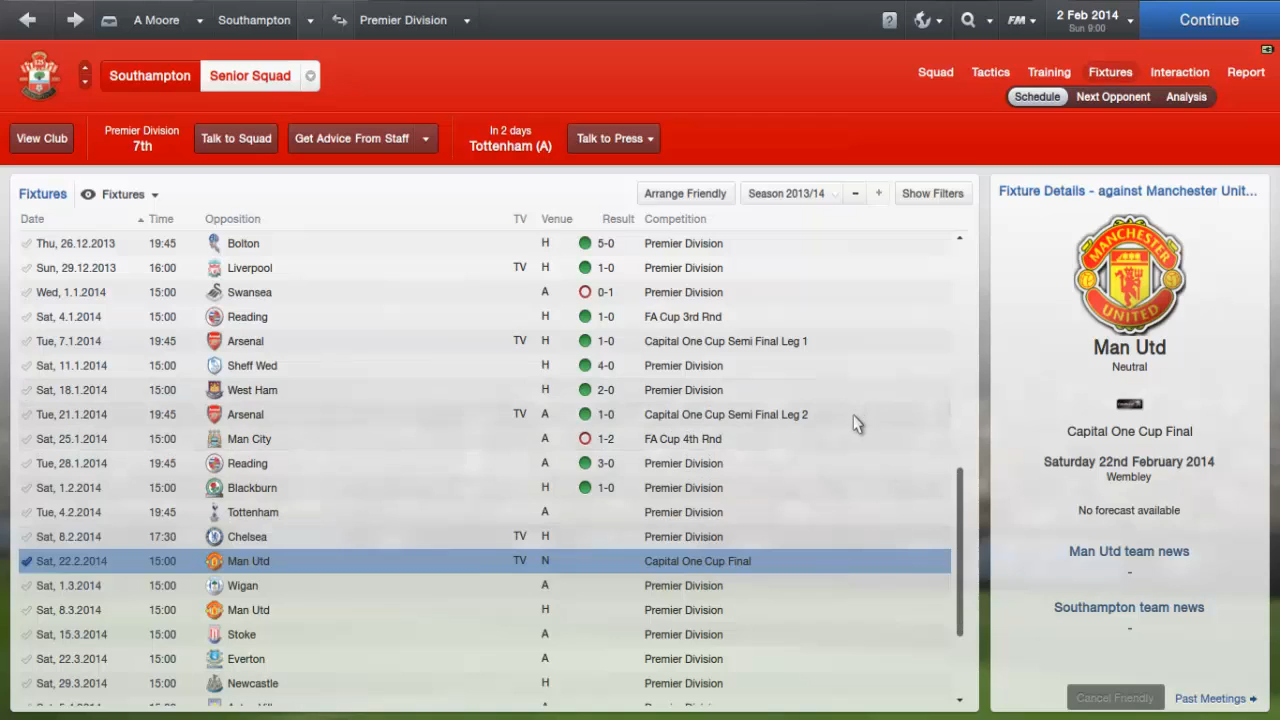 A Moore Southampton Premier Division ? FM 2 Feb 2014 Continue
Sun 9:00
Southampton Senior Squad Squad Tactics Training Fixtures Interaction Report
Schedule Next Opponent Analysis
View Club Premier Division Talk to Squad Get Advice From Staff In 2 days Talk to Press
7th Tottenham (A)
Fixtures Fixtures Arrange Friendly Season 2013/14 - + Show Filters
Date Time Opposition TV Venue Result Competition
Thu, 26.12.2013 19:45 Bolton H 5-0 Premier Division
Sun, 29.12.2013 16:00 Liverpool TV H 1-0 Premier Division
Wed, 1.1.2014 15:00 Swansea A 0-1 Premier Division
Sat, 4.1.2014 15:00 Reading H 1-0 FA Cup 3rd Rnd
Tue, 7.1.2014 19:45 Arsenal TV H 1-0 Capital One Cup Semi Final Leg 1
Sat, 11.1.2014 15:00 Sheff Wed H 4-0 Premier Division
Sat, 18.1.2014 15:00 West Ham H 2-0 Premier Division
Tue, 21.1.2014 19:45 Arsenal TV A 1-0 Capital One Cup Semi Final Leg 2
Sat, 25.1.2014 15:00 Man City A 1-2 FA Cup 4th Rnd
Tue, 28.1.2014 19:45 Reading A 3-0 Premier Division
Sat, 1.2.2014 15:00 Blackburn H 1-0 Premier Division
Tue, 4.2.2014 19:45 Tottenham A Premier Division
Sat, 8.2.2014 17:30 Chelsea TV H Premier Division
Sat, 22.2.2014 15:00 Man Utd TV N Capital One Cup Final
Sat, 1.3.2014 15:00 Wigan A Premier Division
Sat, 8.3.2014 15:00 Man Utd H Premier Division
Sat, 15.3.2014 15:00 Stoke A Premier Division
Sat, 22.3.2014 15:00 Everton A Premier Division
Sat, 29.3.2014 15:00 Newcastle H Premier Division
Fixture Details - against Manchester Unit...
MANCHESTER
UNITED
Man Utd
Neutral
Capital One Cup Final
Saturday 22nd February 2014
Wembley
No forecast available
Man Utd team news
-
Southampton team news
-
Cancel Friendly Past Meetings